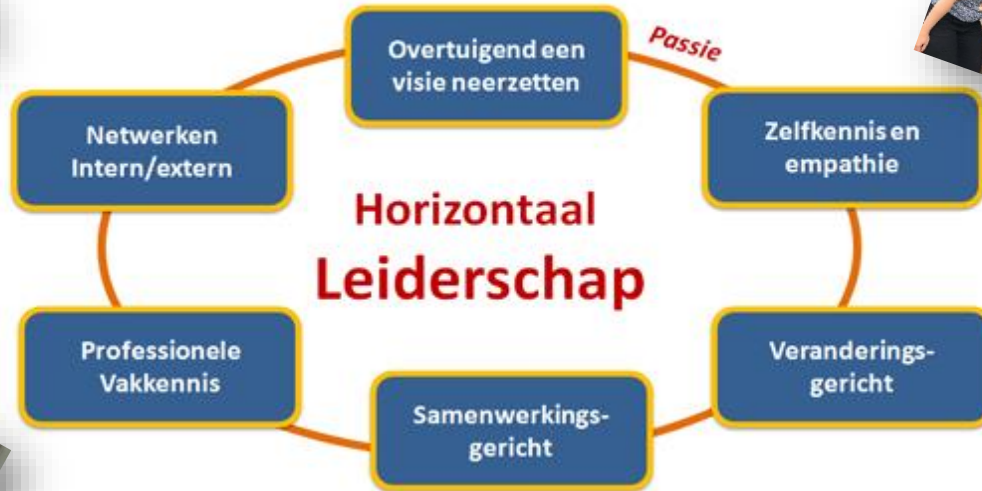 Overtuigend een
visie neerzetten
Passie
Zelfkennis en
empathie
Veranderings-
gericht
Samenwerkings-
gericht
Professionele
Vakkennis
Netwerken
Intern/extern
Horizontaal
Leiderschap